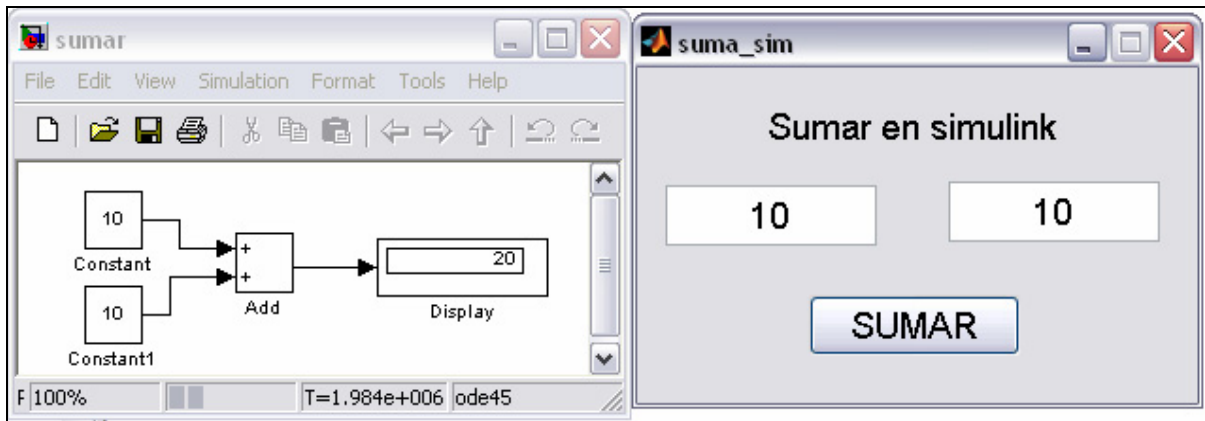 sumar
File Edit View Simulation Format Tools Help
10
Constant
+
+
Add
20
Display
10
Constant1
F 100% T=1.984e+006 ode45
suma_sim
Sumar en simulink
10 10
SUMAR